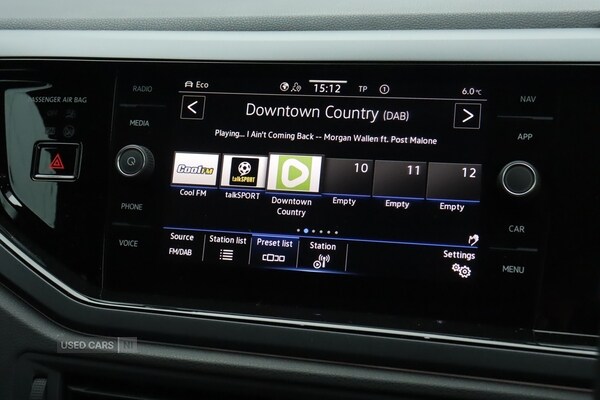 RADIO
MEDIA
PHONE
VOICE
PASSENGER AIR BAG
OFF
Eco
15:12
TP
6.0°C
Downtown Country (DAB)
Playing... I Ain't Coming Back -- Morgan Wallen ft. Post Malone
Cool FM
talkSPORT
10
11
12
Cool FM
talkSPORT
Downtown Country
Empty
Empty
Empty
Source
FM/DAB
Station list
Preset list
Station
Settings
NAV
APP
CAR
MENU
USED CARS NI